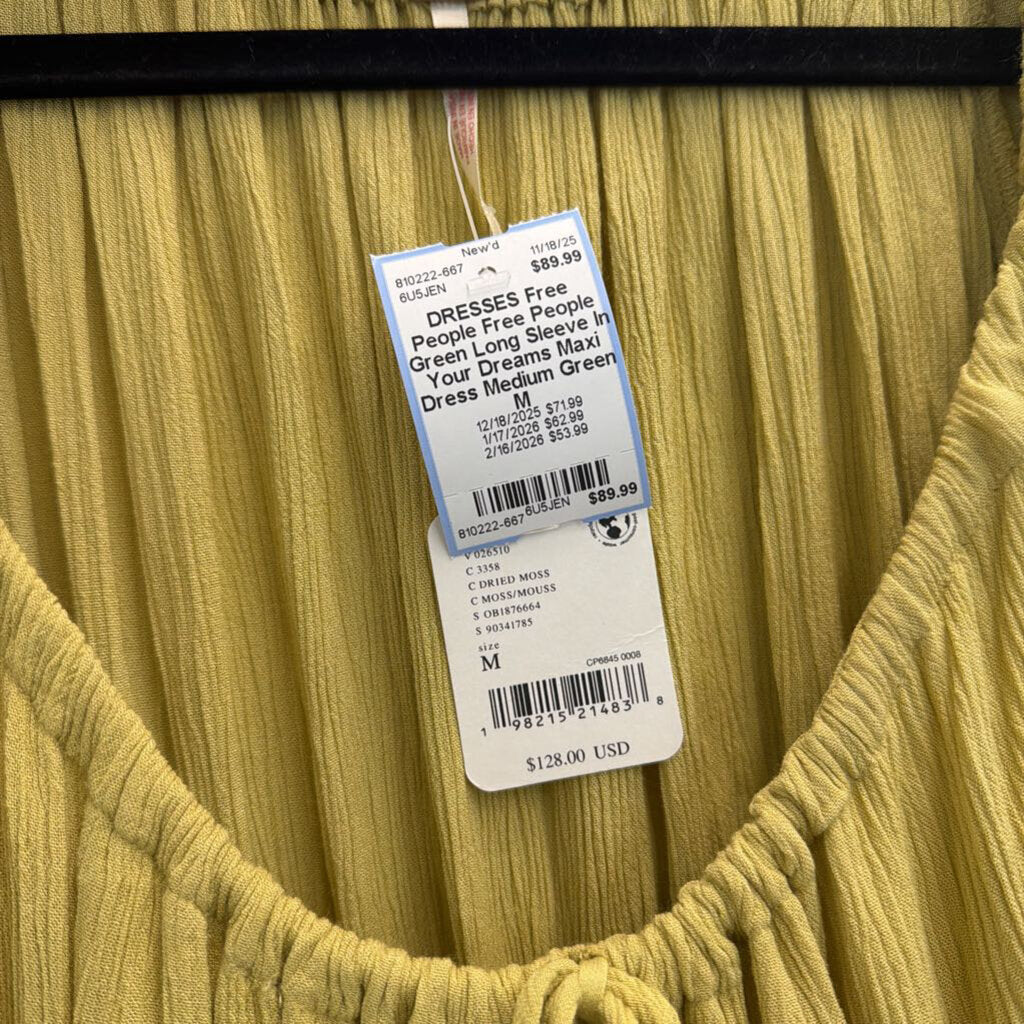 New'd
810222-667
11/18/25
6U5JEN
$89.99
DRESSES Free
People Free People
Green Long Sleeve In
Your Dreams Maxi
Dress Medium Green
M
12/18/2025 $71.99
1/17/2026 $62.99
2/16/2026 $53.99
810222-667 6U5JEN $89.99
V 026510
C 3358
C DRIED MOSS
C MOSS/MOUSS
S OB1876664
S 90341785
size
M
CP6845 0008
1 98215 21483 8
$128.00 USD